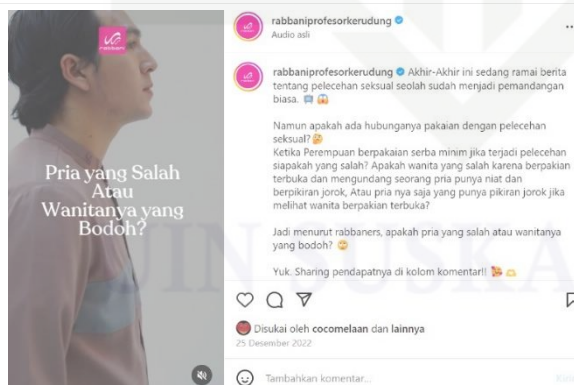 rabbani
Pria yang Salah
Atau
Wanitanya yang
Bodoh?
rabbaniprofesorkerudung
Audio asli
rabbaniprofesorkerudung Akhir-Akhir ini sedang ramai berita
tentang pelecehan seksual seolah sudah menjadi pemandangan
biasa.
Namun apakah ada hubunganya pakaian dengan pelecehan
seksual?
Ketika Perempuan berpakaian serba minim jika terjadi pelecehan
siapakah yang salah? Apakah wanita yang salah karena berpakian
terbuka dan mengundang seorang pria punya niat dan
berpikiran jorok, Atau pria nya saja yang punya pikiran jorok jika
melihat wanita berpakian terbuka?
Jadi menurut rabbaners, apakah pria yang salah atau wanitanya
yang bodoh?
Yuk. Sharing pendapatnya di kolom komentar!!
Disukai oleh cocomelaan dan lainnya
25 Desember 2022
Tambahkan komentar...
UIN SUSKA